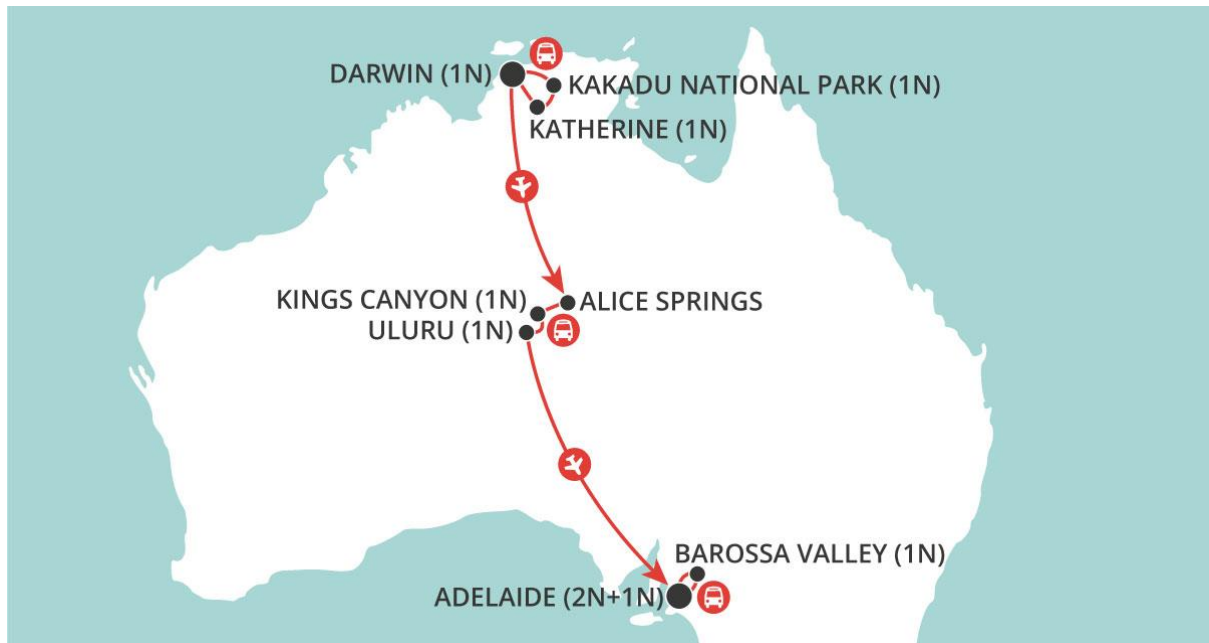 DARWIN (1N)
KAKADU NATIONAL PARK (1N)
KATHERINE (1N)
KINGS CANYON (1N)
ALICE SPRINGS
ULURU (1N)
BAROSSA VALLEY (1N)
ADELAIDE (2N+1N)